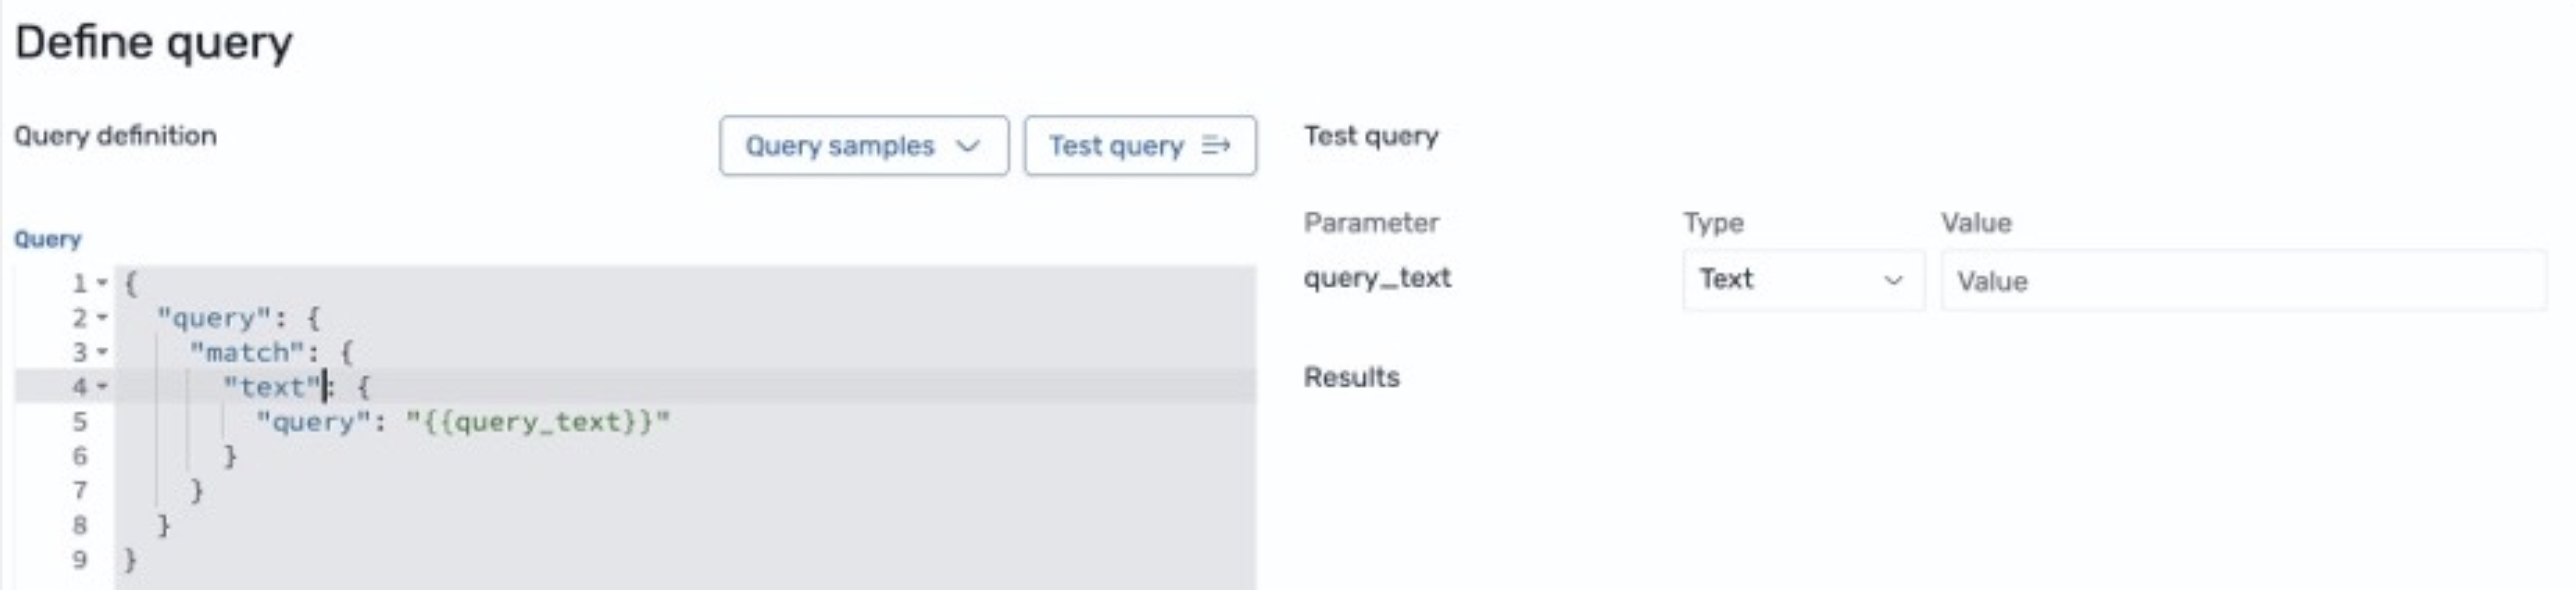 Define query
Query definition
Query samples
Test query
Query
1 {
2 "query": {
3 "match": {
4 "text": {
5 "query": "{{query_text}}"
6 }
7 }
8 }
9 }
Test query
Parameter Type Value
query_text Text Value
Results